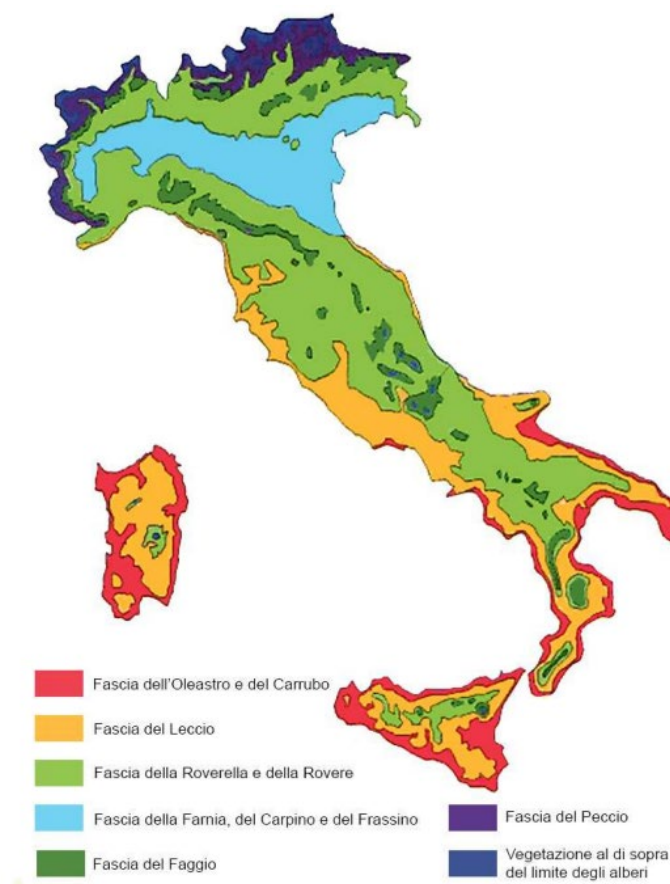 Fascia dell'Oleastro e del Carrubo
Fascia del Leccio
Fascia della Roverella e della Rovere
Fascia della Farnia, del Carpino e del Frassino
Fascia del Faggio
Fascia del Peccio
Vegetazione al di sopra
del limite degli alberi